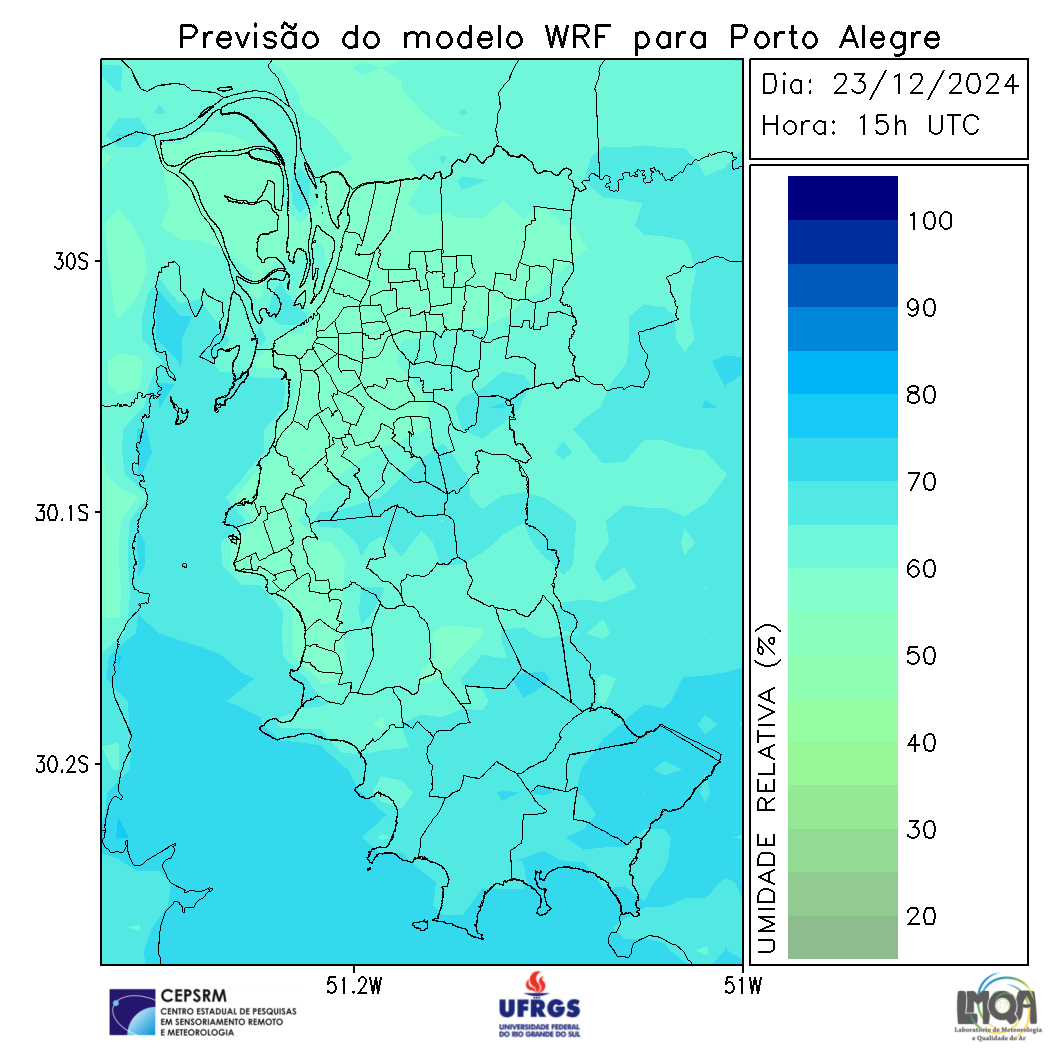 Previsão do modelo WRF para Porto Alegre
Dia: 23/12/2024
Hora: 15h UTC
100
90
80
70
60
50
40
30
20
UMIDADE RELATIVA (%)
30S
30.1S
30.2S
51.2W
51W
CEPSRM
CENTRO ESTADUAL DE PESQUISAS
EM SENSORIAMENTO REMOTO
E METEOROLOGIA
UFRGS
UNIVERSIDADE FEDERAL
DO RIO GRANDE DO SUL
LMQA
Laboratório de Meteorologia
e Qualidade do Ar